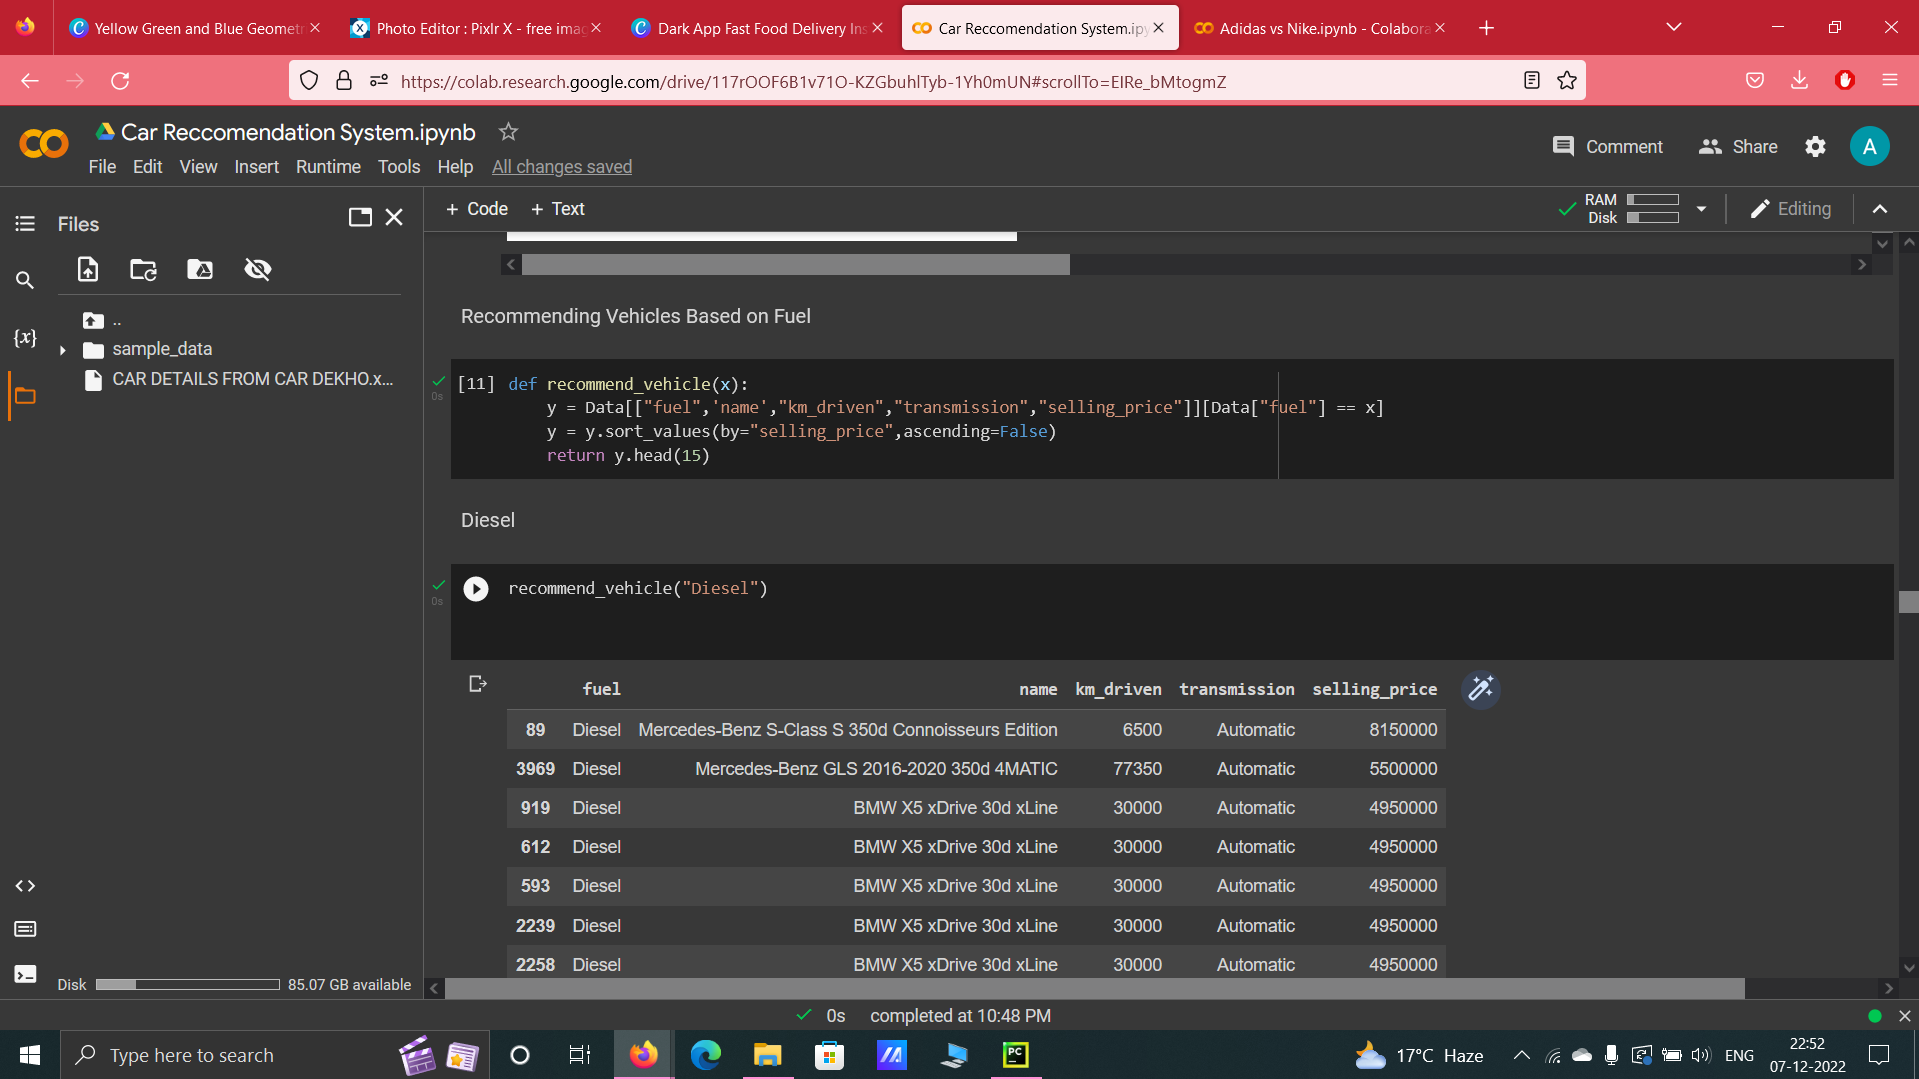 Yellow Green and Blue Geometr
Photo Editor : Pixlr X - free imag
Dark App Fast Food Delivery Ins
Car Reccomendation System.ipy
Adidas vs Nike.ipynb - Colabora
https://colab.research.google.com/drive/117rOOF6B1v71O-KZGbuhlTyb-1Yh0mUN#scrollTo=EIRe_bMtogmZ
Car Reccomendation System.ipynb
Comment
Share
A
File Edit View Insert Runtime Tools Help All changes saved
Files
+ Code + Text
RAM
Disk
Editing
..
sample_data
CAR DETAILS FROM CAR DEKHO.x...
{x}
Recommending Vehicles Based on Fuel
0s
[11] def recommend_vehicle(x):
y = Data[["fuel",'name',"km_driven","transmission","selling_price"]][Data["fuel"] == x]
y = y.sort_values(by="selling_price",ascending=False)
return y.head(15)
Diesel
0s
recommend_vehicle("Diesel")
fuel name km_driven transmission selling_price
89 Diesel Mercedes-Benz S-Class S 350d Connoisseurs Edition 6500 Automatic 8150000
3969 Diesel Mercedes-Benz GLS 2016-2020 350d 4MATIC 77350 Automatic 5500000
919 Diesel BMW X5 xDrive 30d xLine 30000 Automatic 4950000
612 Diesel BMW X5 xDrive 30d xLine 30000 Automatic 4950000
593 Diesel BMW X5 xDrive 30d xLine 30000 Automatic 4950000
2239 Diesel BMW X5 xDrive 30d xLine 30000 Automatic 4950000
2258 Diesel BMW X5 xDrive 30d xLine 30000 Automatic 4950000
Disk 85.07 GB available
0s completed at 10:48 PM
Type here to search
PC
17°C Haze
ENG
22:52
07-12-2022